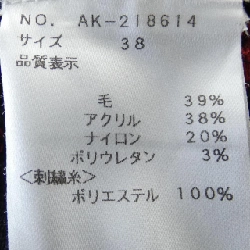 NO. AK-218614
サイズ 38
品質表示
毛 39%
アクリル 38%
ナイロン 20%
ポリウレタン 3%
<刺繍糸>
ポリエステル 100%